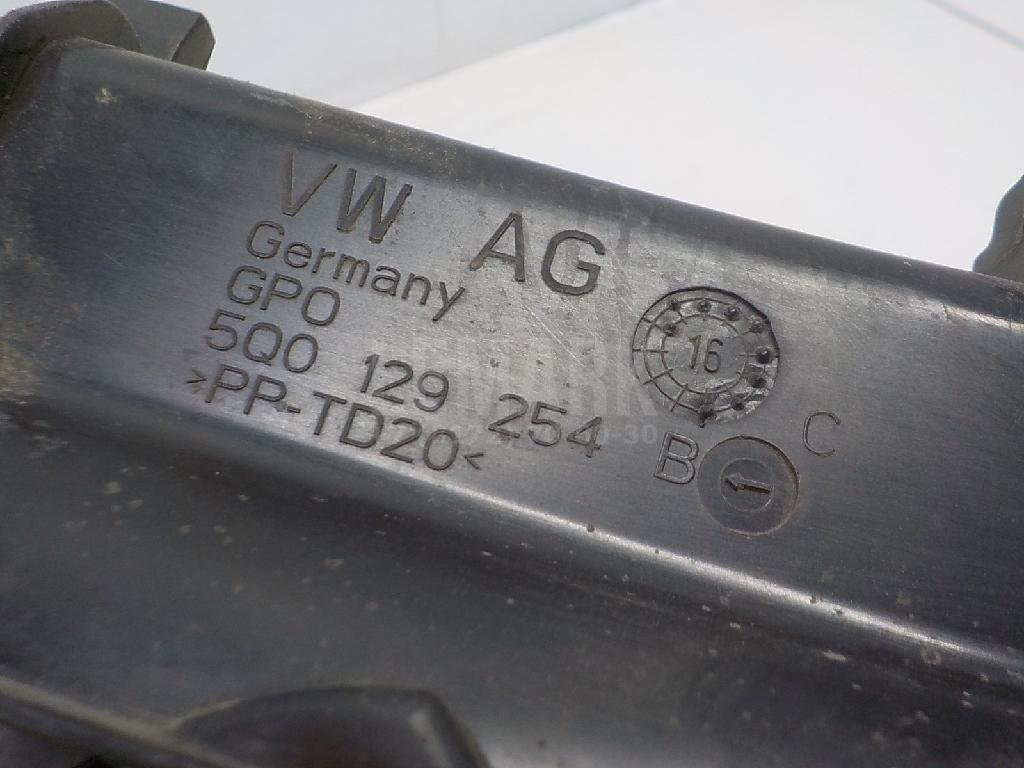 VW AG
Germany
GPO
5Q0 129 254
>PP-TD20<
16
B
C